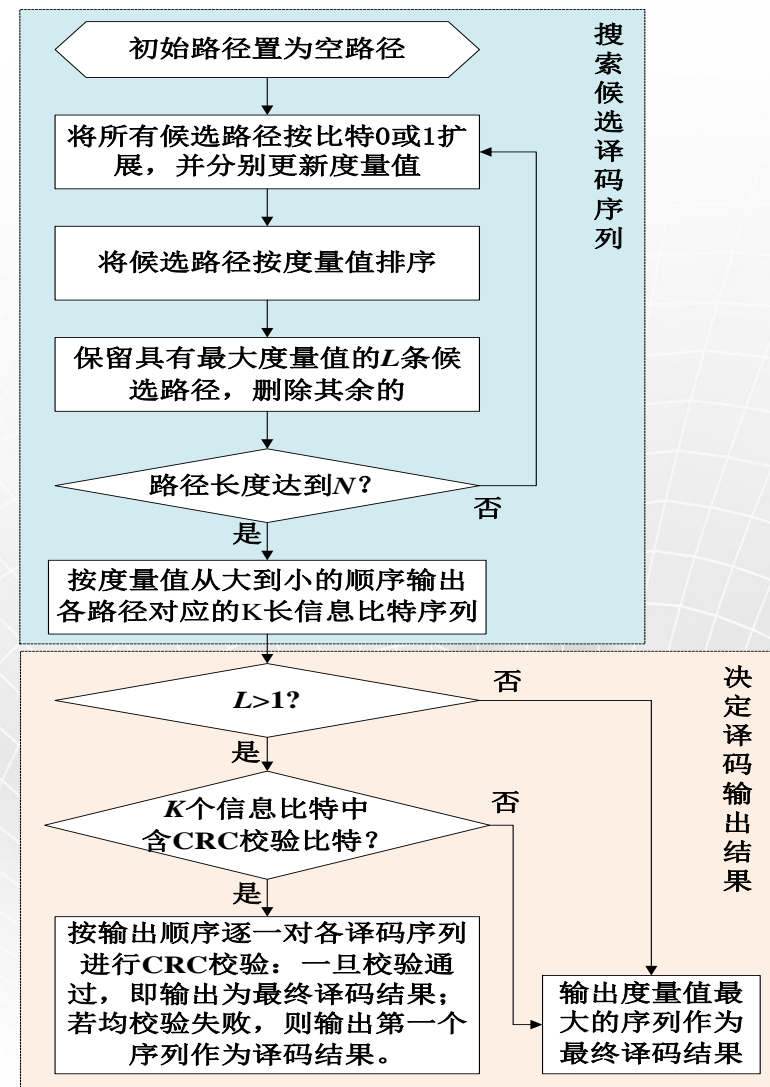 初始路径置为空路径
搜索候选译码序列
将所有候选路径按比特0或1扩
展，并分别更新度量值
将候选路径按度量值排序
保留具有最大度量值的L条候
选路径，删除其余的
路径长度达到N？
否
是
按度量值从大到小的顺序输出
各路径对应的K长信息比特序列
L>1?
否
是
决定译码输出结果
K个信息比特中
含CRC校验比特？
否
是
按输出顺序逐一对各译码序列
进行CRC校验：一旦校验通
过，即输出为最终译码结果；
若均校验失败，则输出第一个
序列作为译码结果。
输出度量值最
大的序列作为
最终译码结果